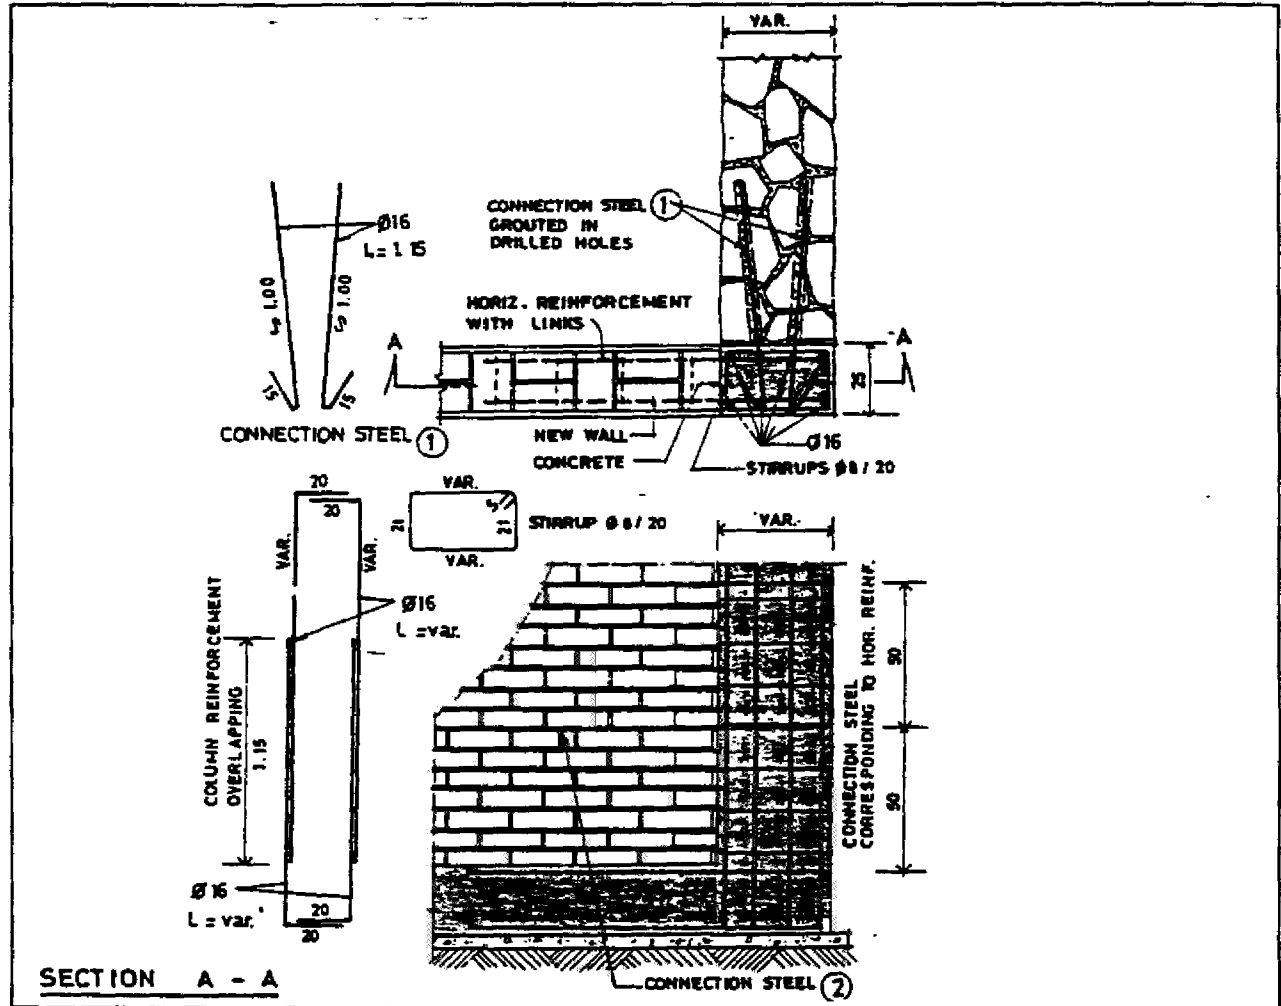 VAR.
CONNECTION STEEL 1
GROUTED IN
DRILLED HOLES
Ø16
L= 1.15
1.00
1.00
15
15
CONNECTION STEEL 1
HORIZ. REINFORCEMENT
WITH LINKS
A
A
NEW WALL
CONCRETE
Ø16
STIRRUPS Ø8 / 20
20
20
VAR.
VAR.
VAR.
21
21
VAR.
STIRRUP Ø 8 / 20
VAR.
Ø16
L =var.
COLUMN REINFORCEMENT
OVERLAPPING
1.15
Ø 16
L = var.
20
20
CONNECTION STEEL
CORRESPONDING TO HOR. REINF.
50
50
CONNECTION STEEL 2
SECTION A - A